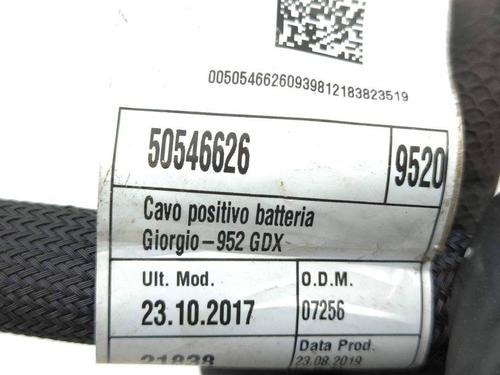 00505466260939812183823519
50546626
9520
Cavo positivo batteria
Giorgio-952 GDX
Ult. Mod.
O.D.M.
23.10.2017
07256
Data Prod.
23.08.2019